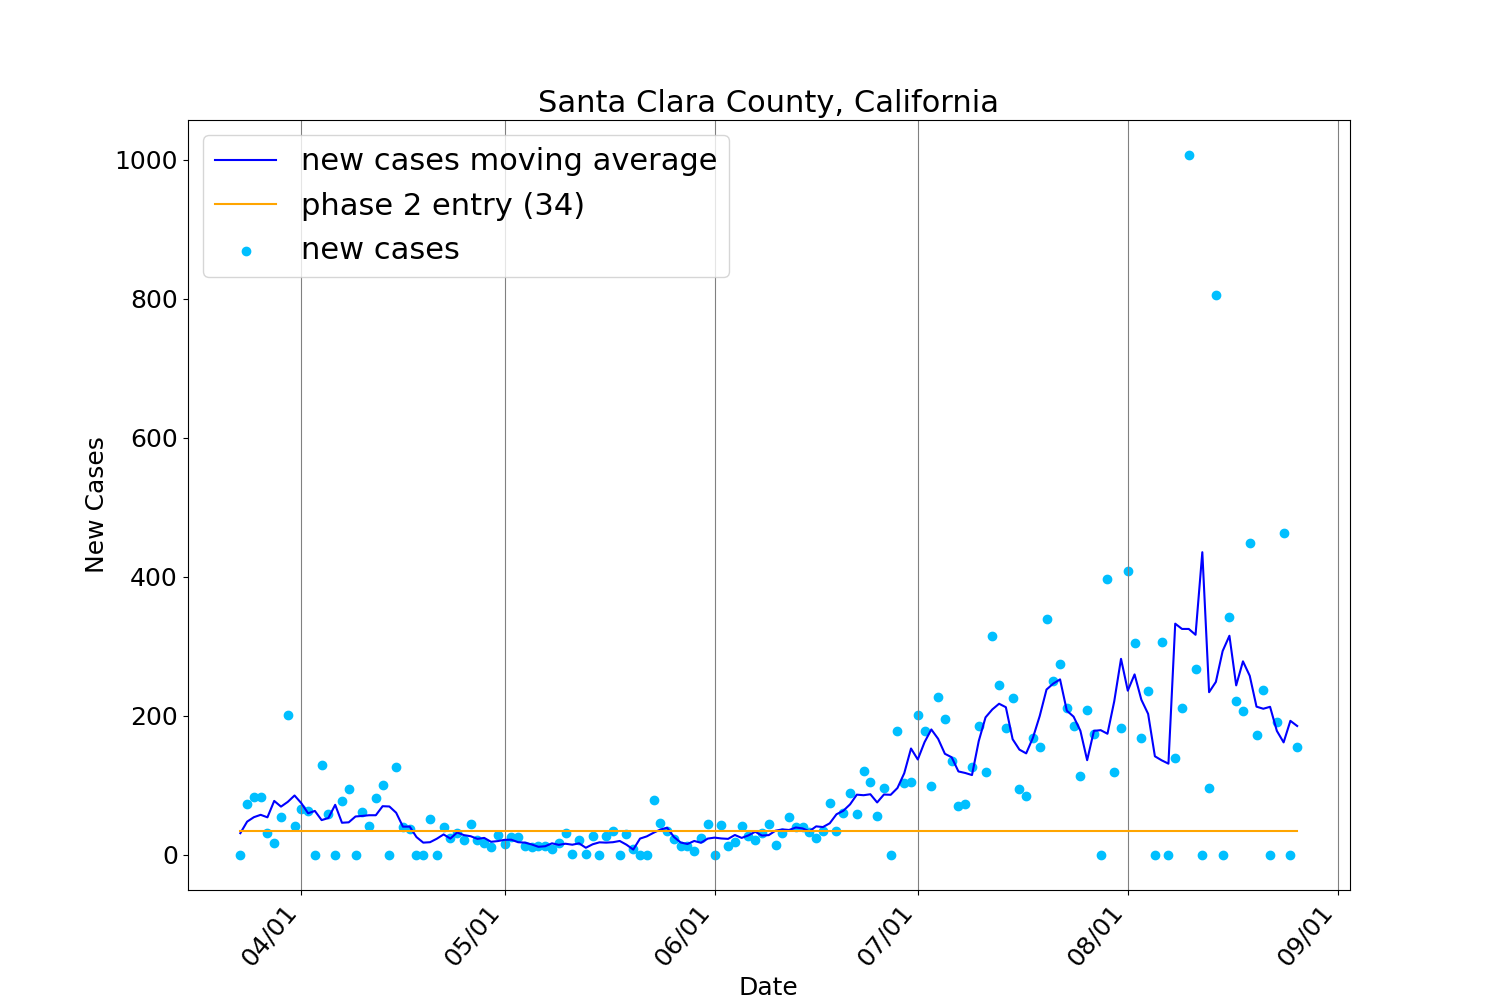 Santa Clara County, California
new cases moving average
phase 2 entry (34)
new cases
1000
800
600
400
200
0
New Cases
04/01
05/01
06/01
07/01
08/01
09/01
Date